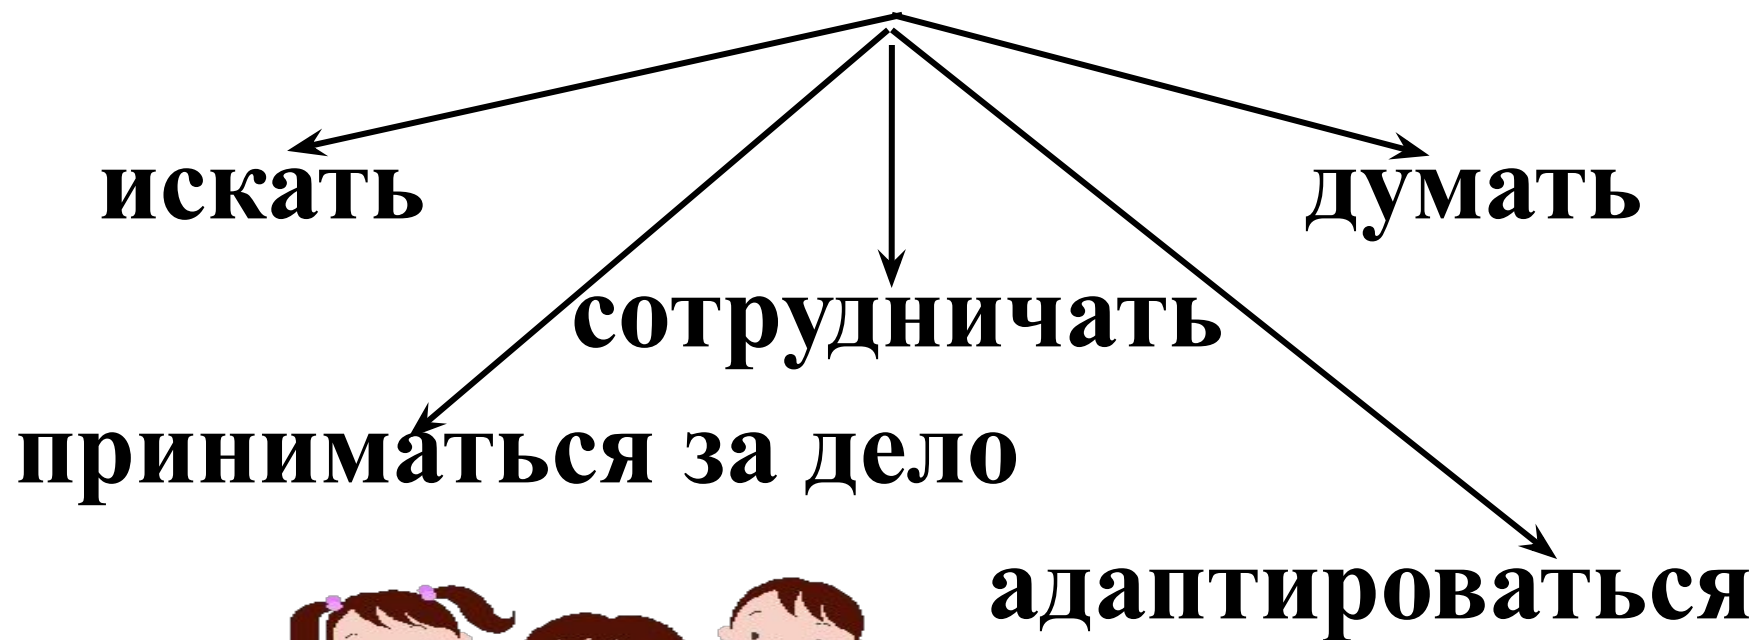 искать
думать
сотрудничать
приниматься за дело
адаптироваться